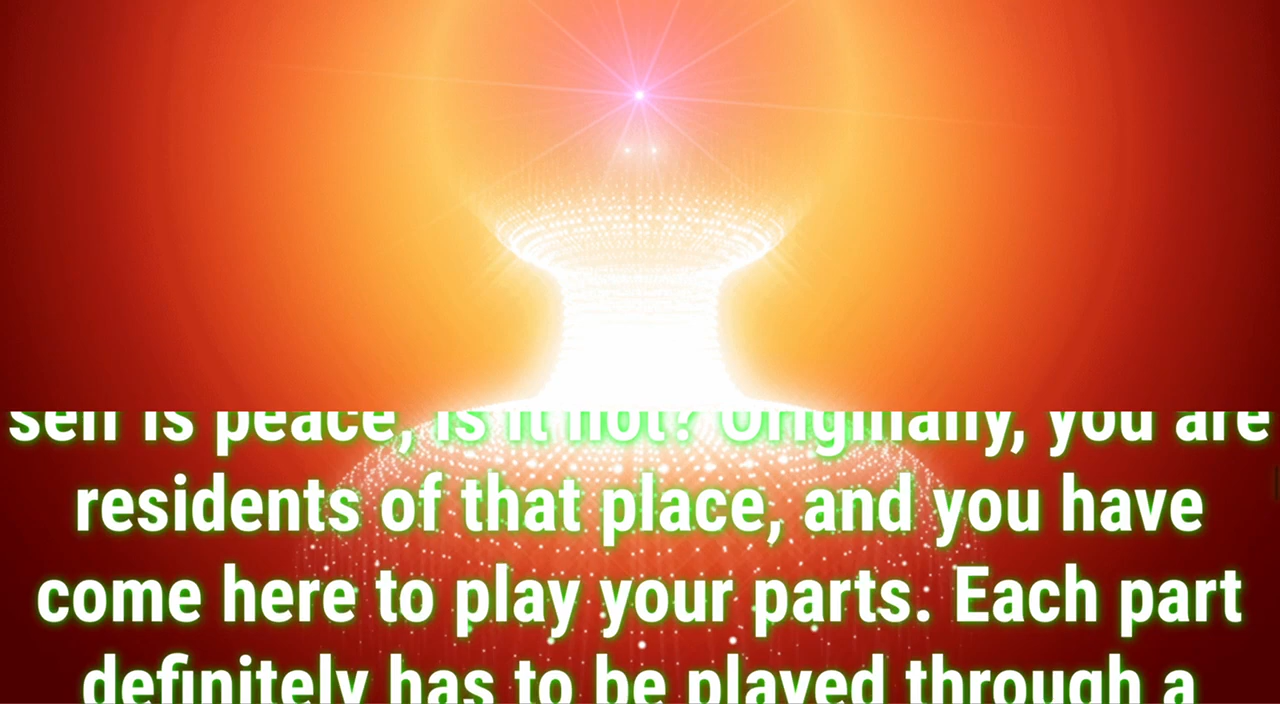 self is peace, is it not? Originally, you are
residents of that place, and you have
come here to play your parts. Each part
definitely has to be played through a